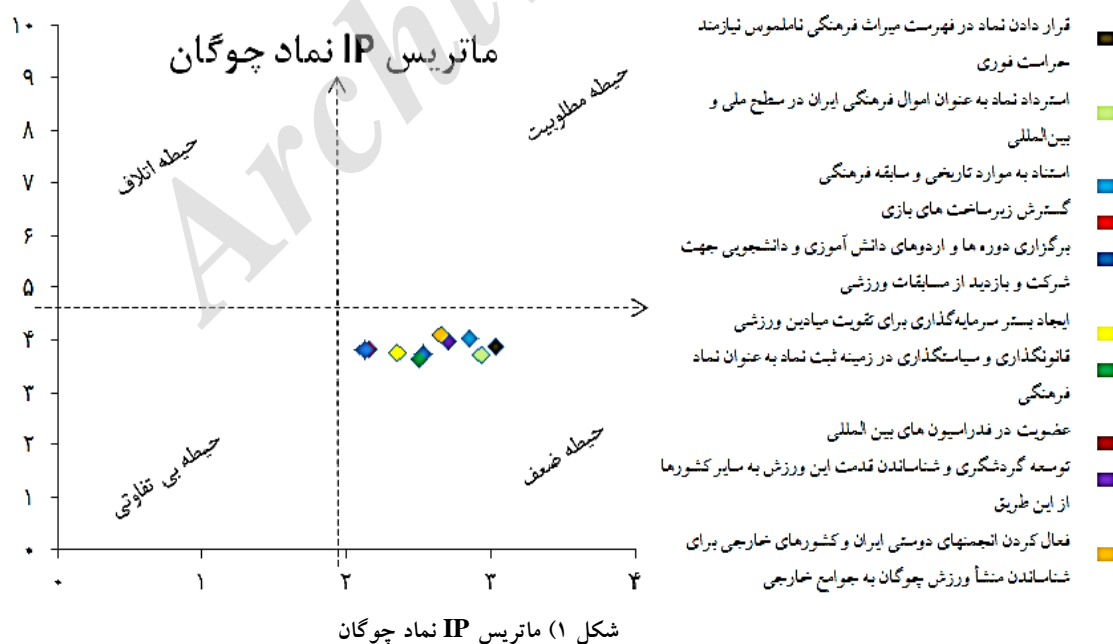 ماتریس IP نماد چوگان
Archi
۱۰
۹
۸
۷
۶
۵
۴
۳
۲
۱
۰
۰
۱
۲
۳
۴
حیطه اتلاف
حیطه مطلوبیت
حیطه بی تفاوتی
حیطه ضعف
قرار دادن نماد در فهرست میراث فرهنگی ناملموس نیازمند
حراست فوری
استرداد نماد به عنوان اموال فرهنگی ایران در سطح ملی و
بین‌المللی
استناد به موارد تاریخی و سابقه فرهنگی
گسترش زیرساخت های بازی
برگزاری دوره ها و اردوهای دانش آموزی و دانشجویی جهت
شرکت و بازدید از مسابقات ورزشی
ایجاد بستر سرمایه‌گذاری برای تقویت میادین ورزشی
قانونگذاری و سیاستگذاری در زمینه ثبت نماد به عنوان نماد
فرهنگی
عضویت در فدراسیون های بین المللی
توسعه گردشگری و شناساندن قدمت این ورزش به سایر کشورها
از این طریق
فعال کردن انجمنهای دوستی ایران و کشورهای خارجی برای
شناساندن منشأ ورزش چوگان به جوامع خارجی
شکل ۱) ماتریس IP نماد چوگان